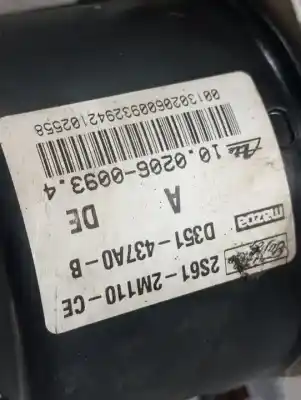 2S61-2M110-CE
D351-437A0-B
mazda
A
DE
10.0206-0093.4
0013020600932942102558